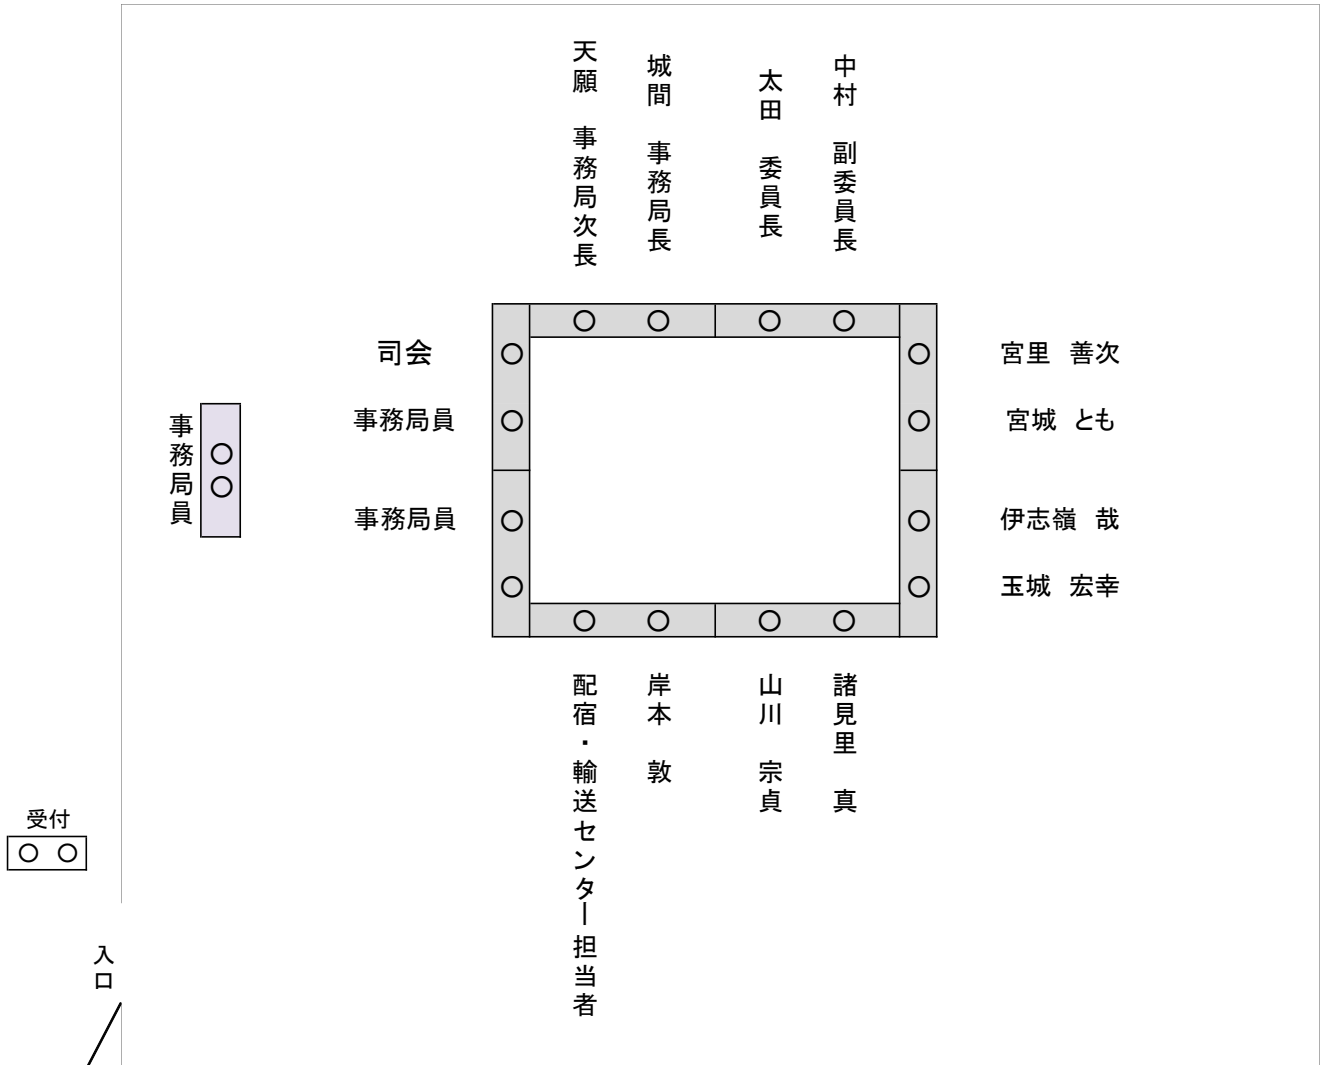 天願　事務局次長
城間　事務局長
太田　委員長
中村　副委員長
司会
宮里　善次
事務局員
宮城　とも
事務局員
事務局員
伊志嶺　哉
玉城　宏幸
配宿・輸送センター担当者
岸本　敦
山川　宗貞
諸見里　真
受付
入口